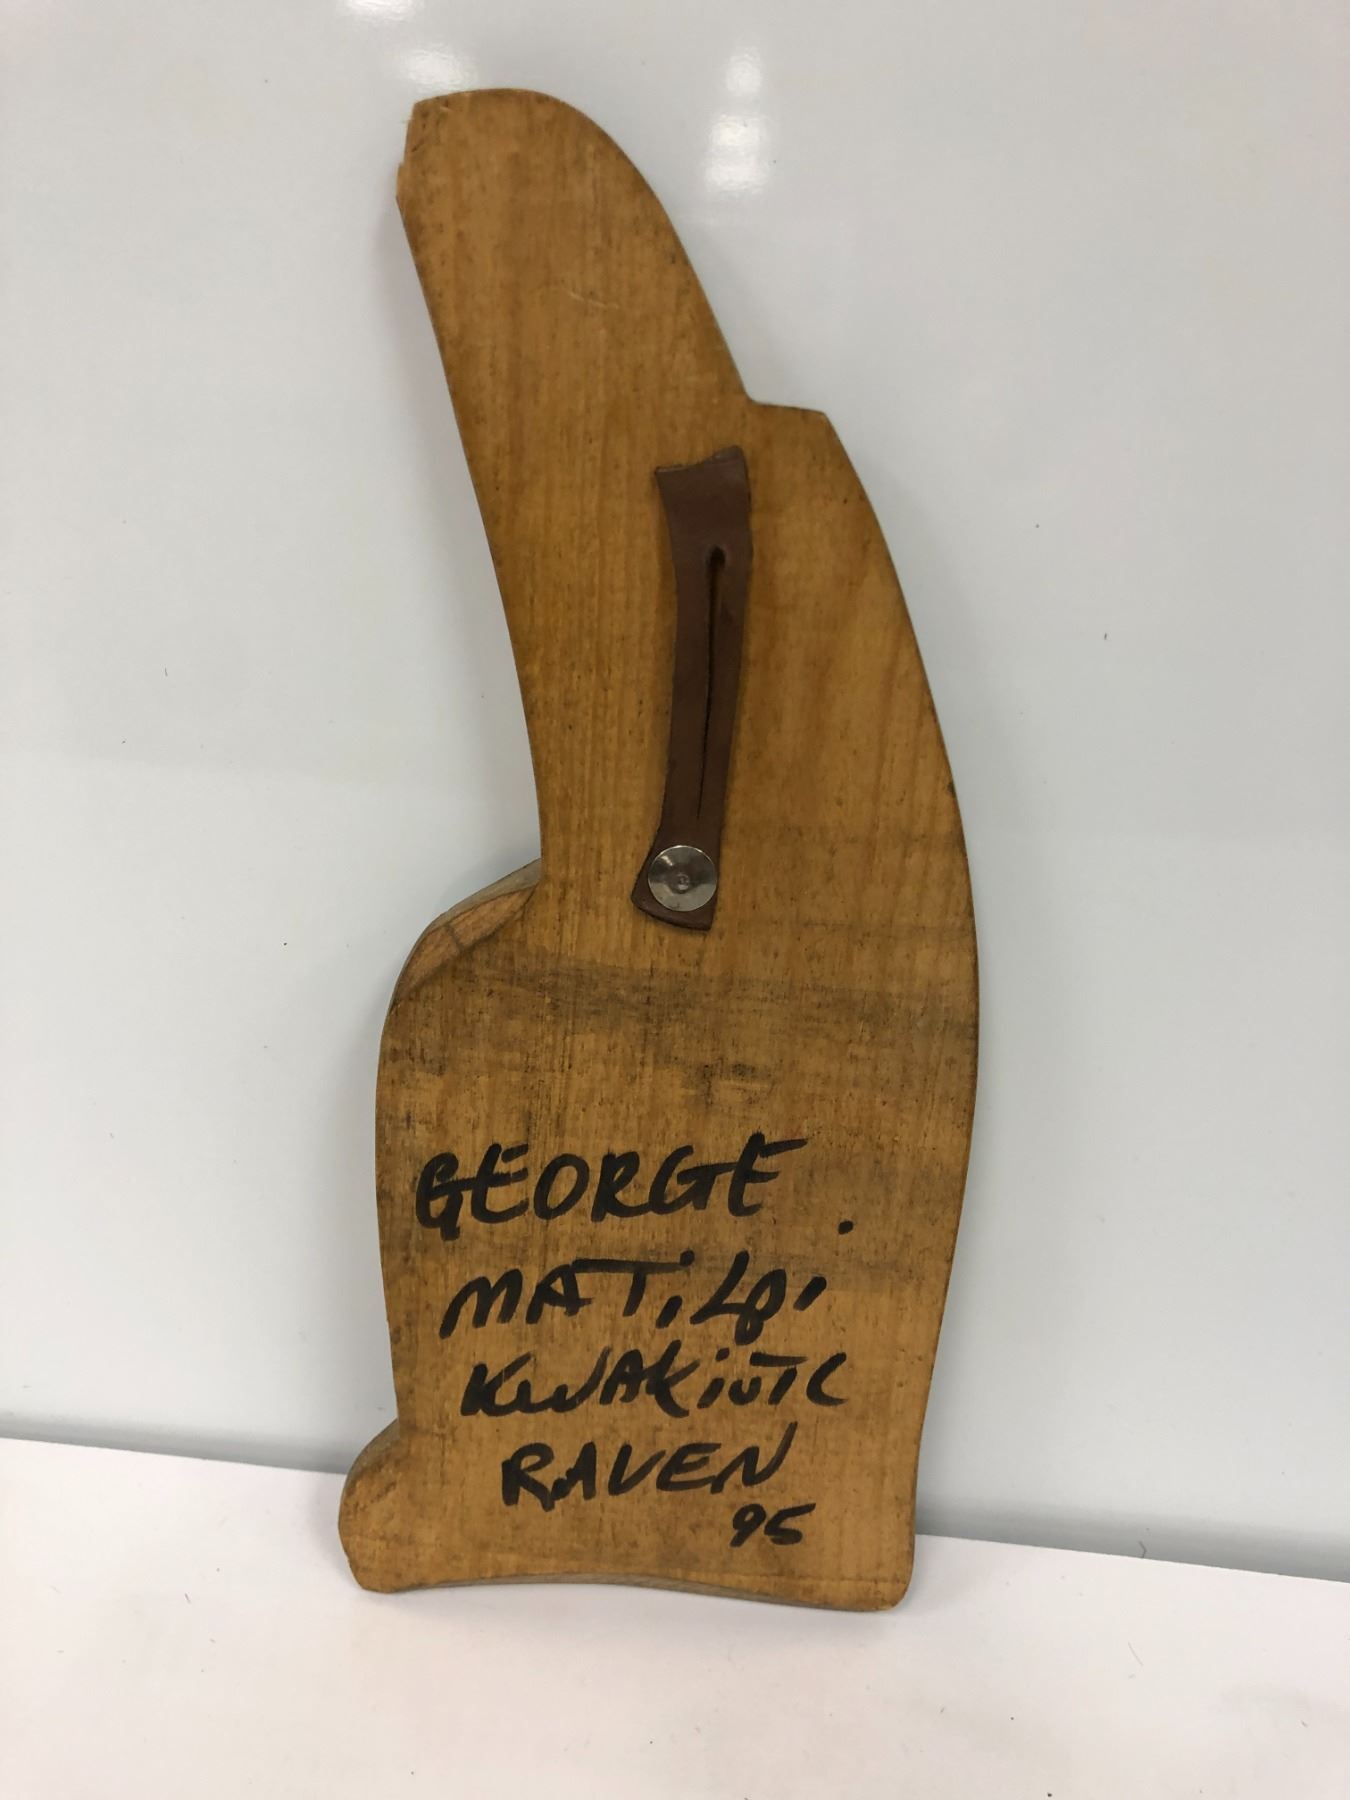 GEORGE.
MATiLPi
KWAKiUTL
RAVEN
95